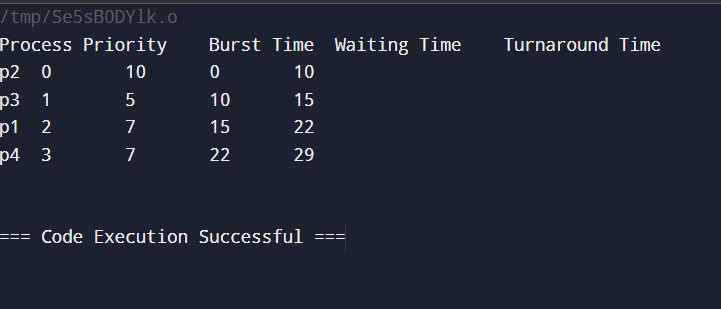 /tmp/Se5sBODYlk.o
Process Priority    Burst Time  Waiting Time    Turnaround Time
p2  0       10      0       10
p3  1       5       10      15
p1  2       7       15      22
p4  3       7       22      29
=== Code Execution Successful ===